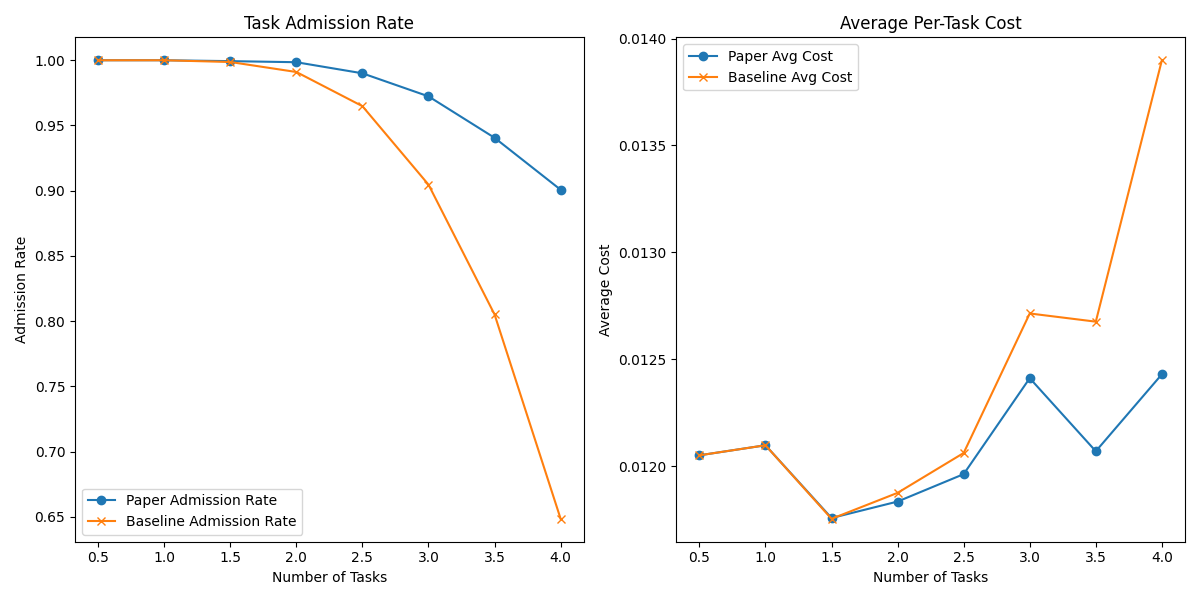 Task Admission Rate
Admission Rate
1.00
0.95
0.90
0.85
0.80
0.75
0.70
0.65
Paper Admission Rate
Baseline Admission Rate
0.5 1.0 1.5 2.0 2.5 3.0 3.5 4.0
Number of Tasks
Average Per-Task Cost
Average Cost
0.0140
0.0135
0.0130
0.0125
0.0120
Paper Avg Cost
Baseline Avg Cost
0.5 1.0 1.5 2.0 2.5 3.0 3.5 4.0
Number of Tasks